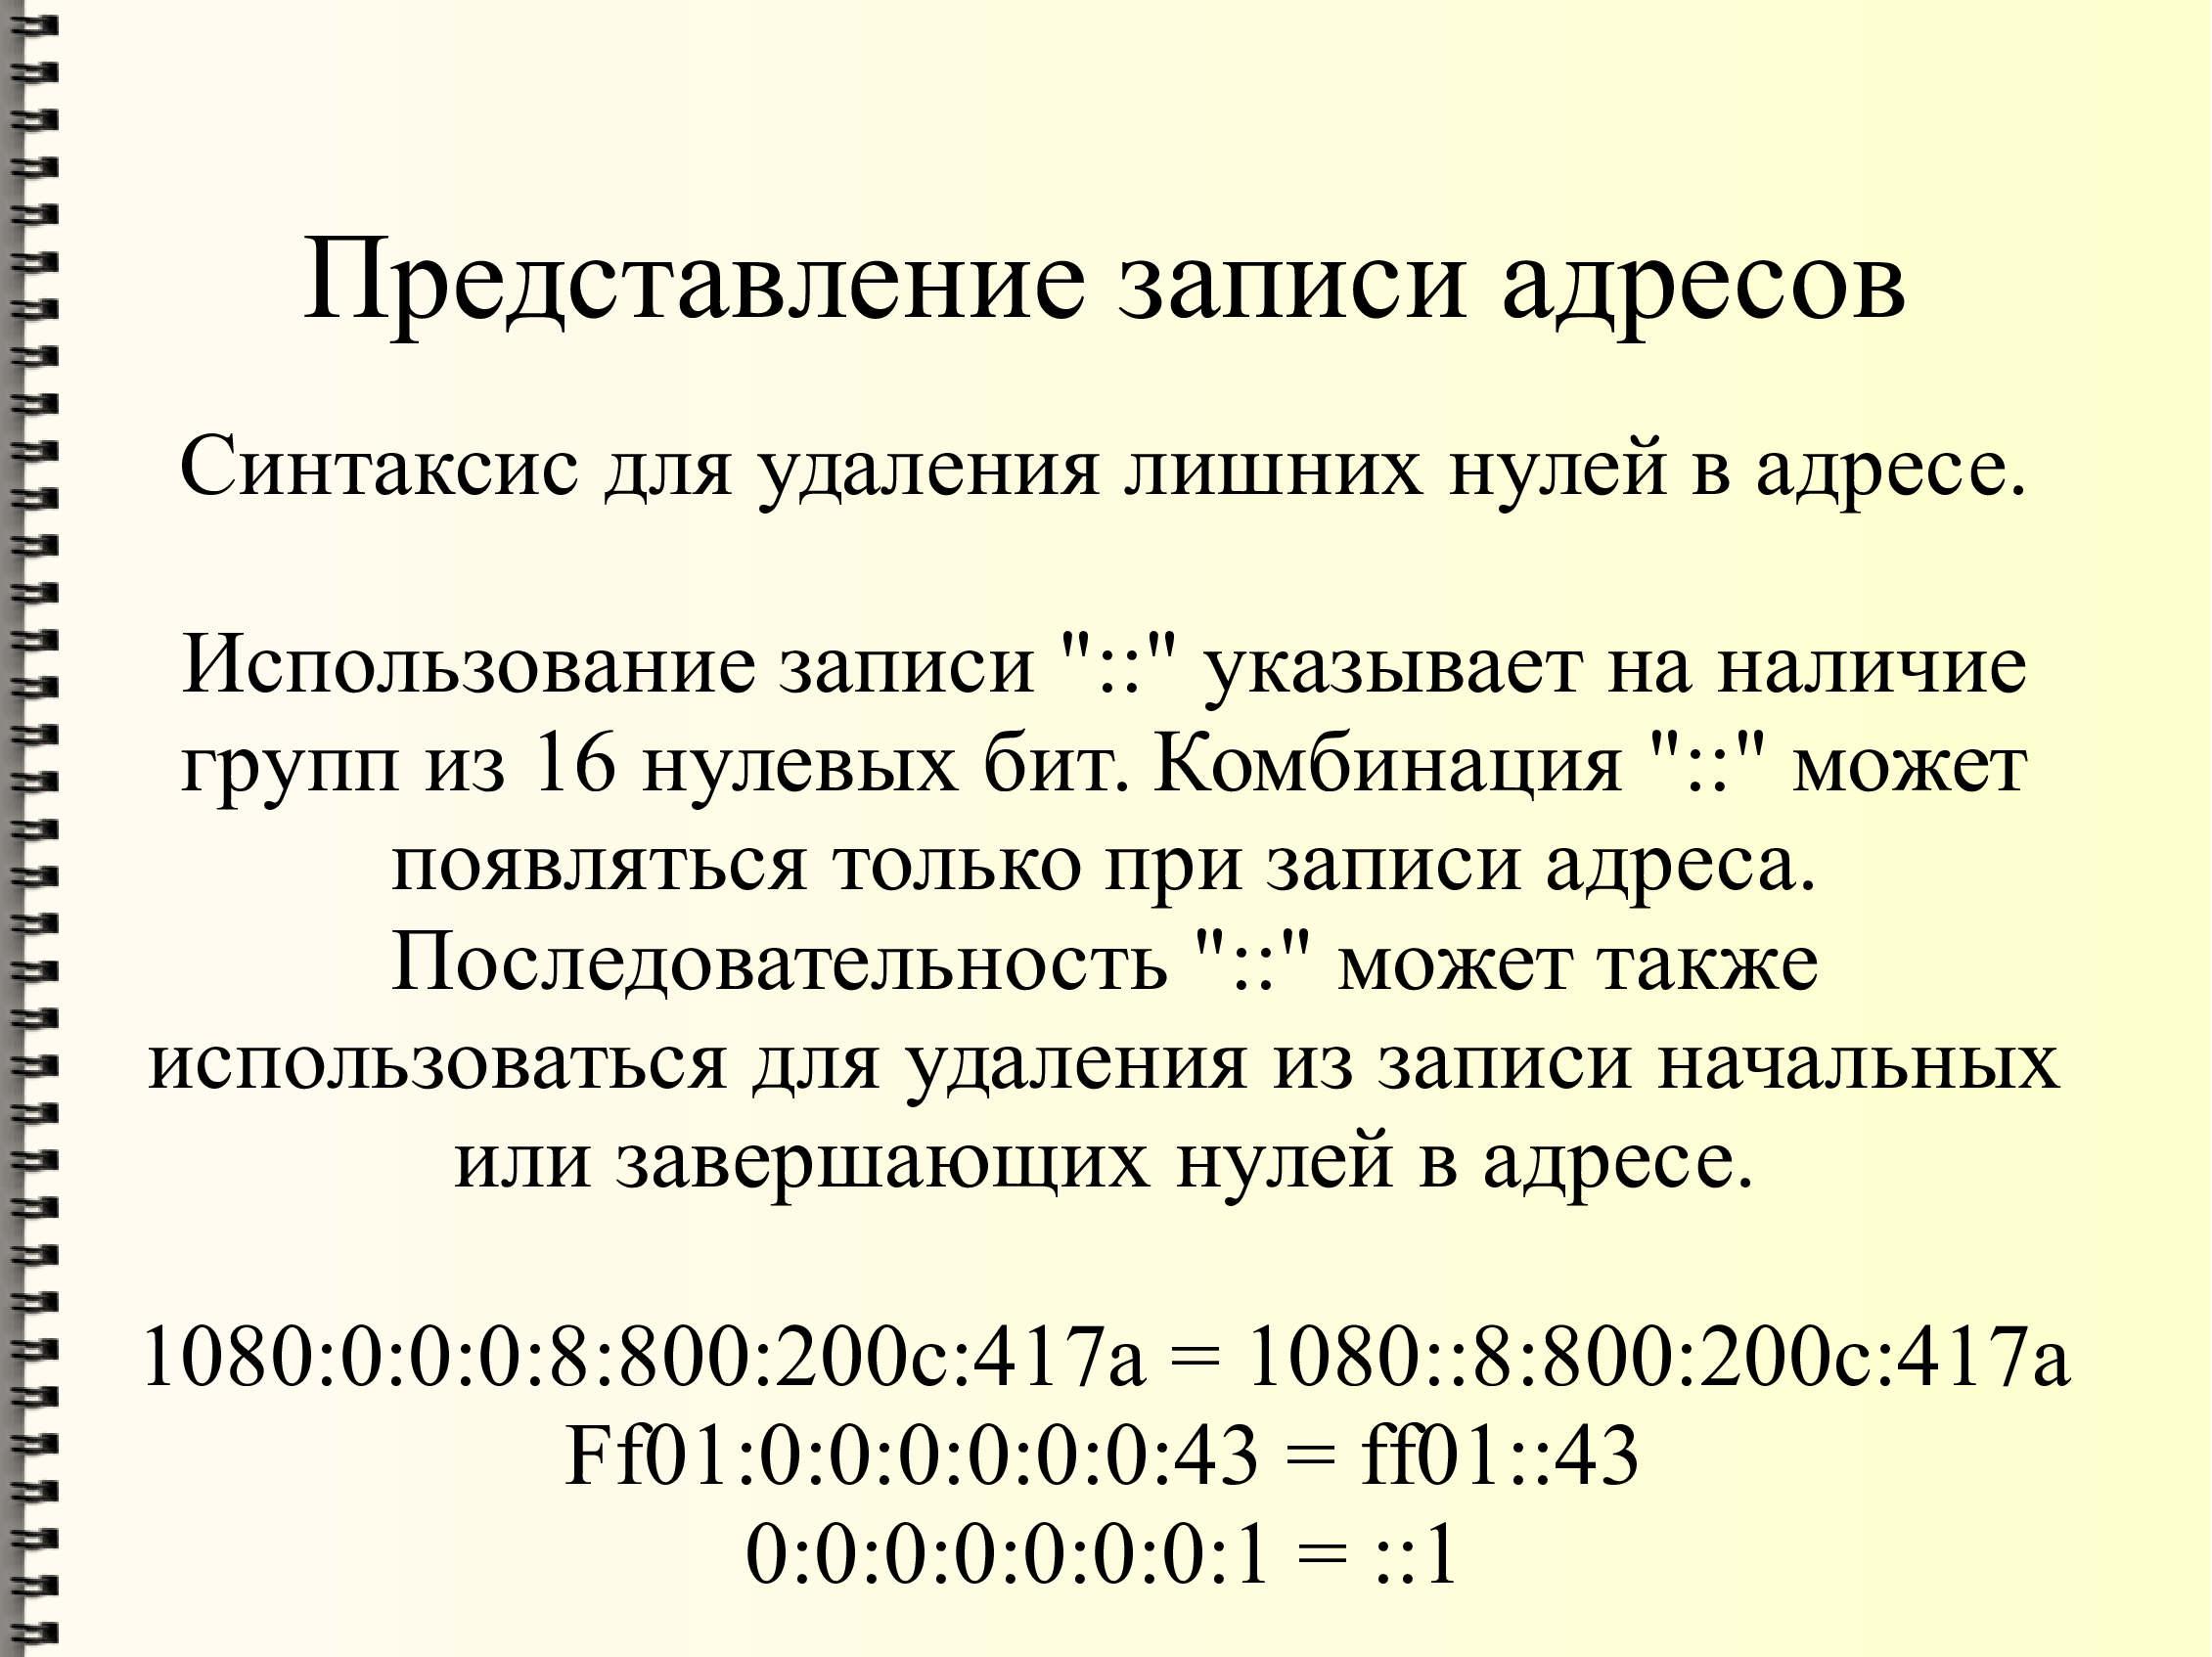 Представление записи адресов
Синтаксис для удаления лишних нулей в адресе.
Использование записи "::" указывает на наличие
групп из 16 нулевых бит. Комбинация "::" может
появляться только при записи адреса.
Последовательность "::" может также
использоваться для удаления из записи начальных
или завершающих нулей в адресе.
1080:0:0:0:8:800:200c:417a = 1080::8:800:200c:417a
Ff01:0:0:0:0:0:0:43 = ff01::43
0:0:0:0:0:0:0:1 = ::1